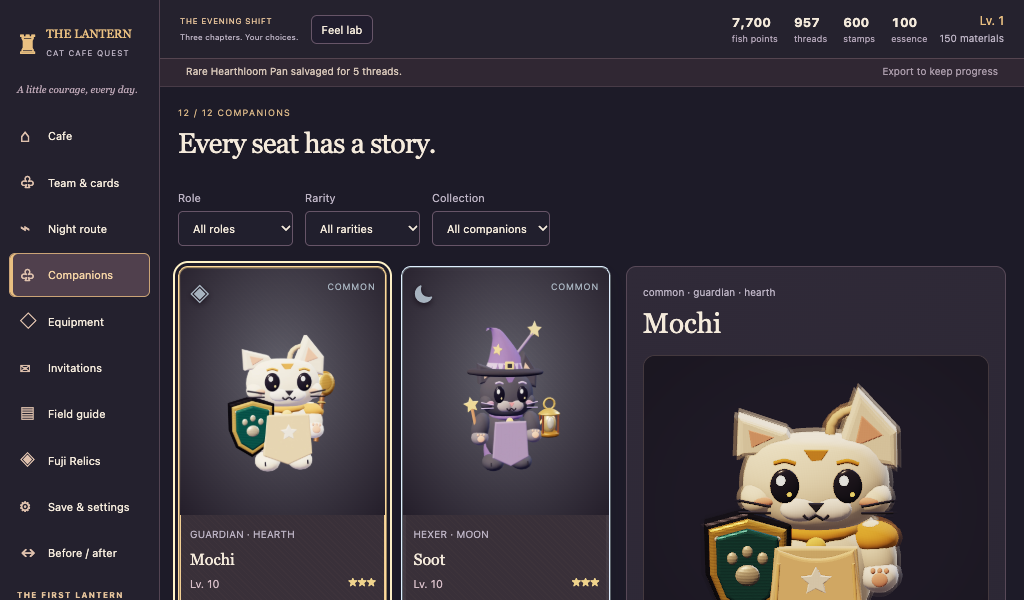 THE LANTERN
CAT CAFE QUEST
A little courage, every day.
Cafe
Team & cards
Night route
Companions
Equipment
Invitations
Field guide
Fuji Relics
Save & settings
Before / after
THE FIRST LANTERN
THE EVENING SHIFT
Three chapters. Your choices.
Feel lab
7,700 957 600 100 Lv. 1
fish points threads stamps essence 150 materials
Rare Hearthloom Pan salvaged for 5 threads. Export to keep progress
12 / 12 COMPANIONS
Every seat has a story.
Role Rarity Collection
All roles All rarities All companions
COMMON
GUARDIAN · HEARTH
Mochi
Lv. 10
COMMON
HEXER · MOON
Soot
Lv. 10
common · guardian · hearth
Mochi